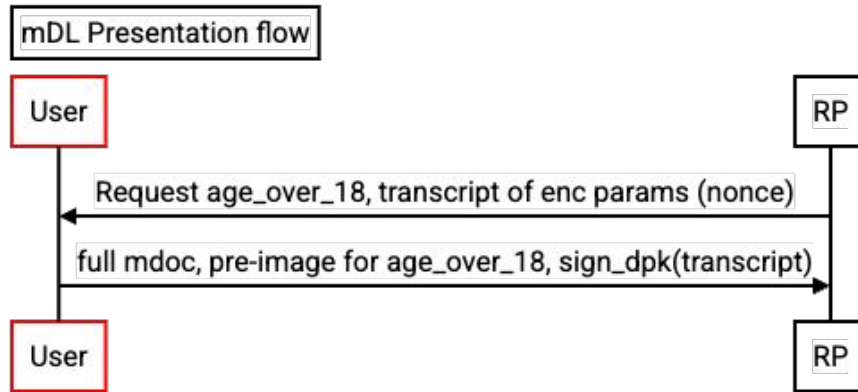 mDL Presentation flow
User
RP
Request age_over_18, transcript of enc params (nonce)
full mdoc, pre-image for age_over_18, sign_dpk(transcript)
User
RP